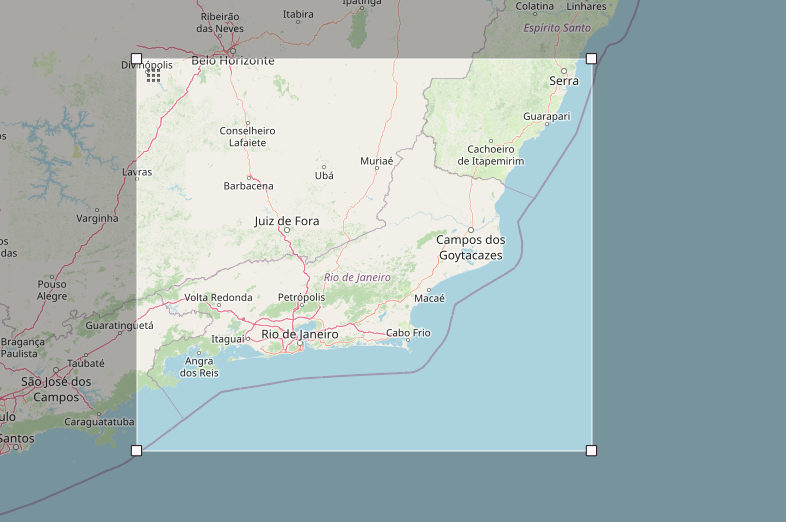 Ipatinga
Colatina
Linhares
Ribeirão
das Neves
Itabira
Espírito Santo
Divinópolis
Belo Horizonte
Serra
Guarapari
Conselheiro
Lafaiete
Cachoeiro
de Itapemirim
Muriaé
Lavras
Ubá
Barbacena
Varginha
Juiz de Fora
os
das
Campos dos
Goytacazes
Pouso
Alegre
Rio de Janeiro
Volta Redonda
Petrópolis
Macaé
Guaratinguetá
Itaguaí
Rio de Janeiro
Cabo Frio
Bragança
Paulista
Taubaté
Angra
dos Reis
São José dos
Campos
ulo
Caraguatatuba
Santos